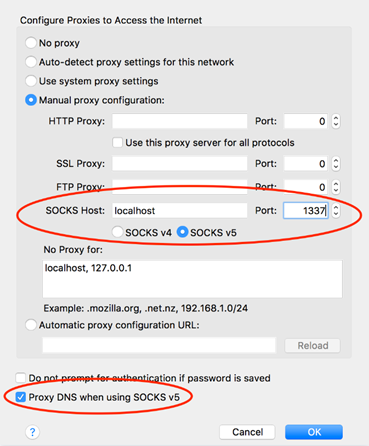 Configure Proxies to Access the Internet
No proxy
Auto-detect proxy settings for this network
Use system proxy settings
Manual proxy configuration:
HTTP Proxy: Port: 0
Use this proxy server for all protocols
SSL Proxy: Port: 0
FTP Proxy: Port: 0
SOCKS Host: localhost Port: 1337
SOCKS v4 SOCKS v5
No Proxy for:
localhost, 127.0.0.1
Example: .mozilla.org, .net.nz, 192.168.1.0/24
Automatic proxy configuration URL:
Reload
Do not prompt for authentication if password is saved
Proxy DNS when using SOCKS v5
? Cancel OK